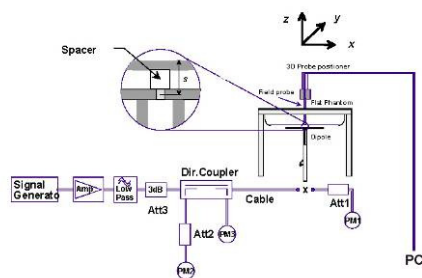 z
y
x
3D Probe positioner
Field probe
Flat Phantom
Dipole
Spacer
s
Signal
Generato
Amp
Low
Pass
3dB
Att3
Dir.Coupler
Cable
x
Att1
PM1
Att2
PM3
PM2
PC